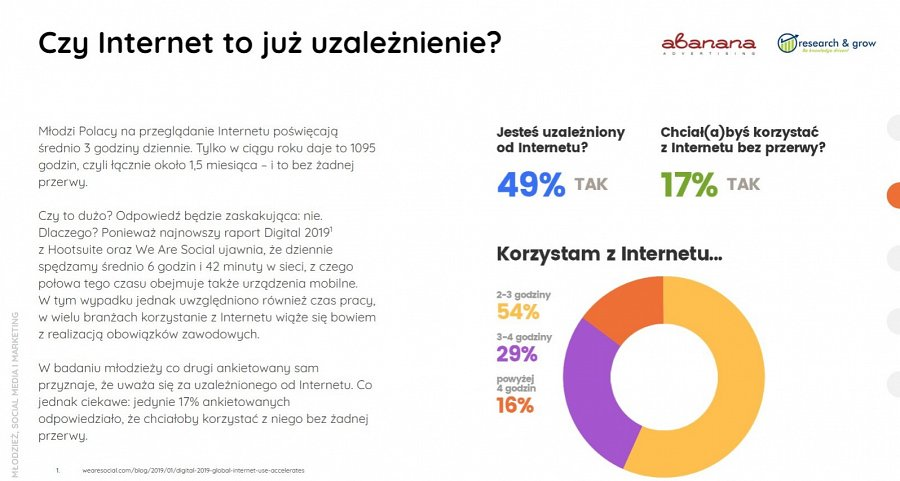 Czy Internet to już uzależnienie?
abanana
ADVERTISING
research & grow
Młodzi Polacy na przeglądanie Internetu poświęcają
średnio 3 godziny dziennie. Tylko w ciągu roku daje to 1095
godzin, czyli łącznie około 1,5 miesiąca – i to bez żadnej
przerwy.
Czy to dużo? Odpowiedź będzie zaskakująca: nie.
Dlaczego? Ponieważ najnowszy raport Digital 2019¹
z Hootsuite oraz We Are Social ujawnia, że dziennie
spędzamy średnio 6 godzin i 42 minuty w sieci, z czego
połowa tego czasu obejmuje także urządzenia mobilne.
W tym wypadku jednak uwzględniono również czas pracy,
w wielu branżach korzystanie z Internetu wiąże się bowiem
z realizacją obowiązków zawodowych.
W badaniu młodzieży co drugi ankietowany sam
przyznaje, że uważa się za uzależnionego od Internetu. Co
jednak ciekawe: jedynie 17% ankietowanych
odpowiedziało, że chciałoby korzystać z niego bez żadnej
przerwy.
1. wearesocial.com/blog/2019/01/digital-2019-global-internet-use-accelerates
MŁODZIEŻ, SOCIAL MEDIA I MARKETING
Jesteś uzależniony
od Internetu?
49% TAK
Chciał(a)byś korzystać
z Internetu bez przerwy?
17% TAK
Korzystam z Internetu...
2-3 godziny
54%
3-4 godziny
29%
powyżej
4 godzin
16%